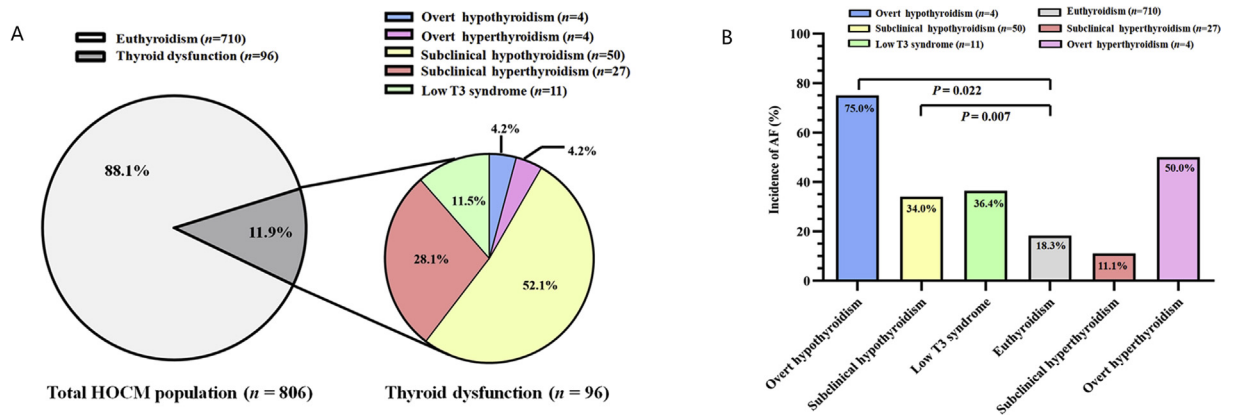 A
Euthyroidism (n=710)
Thyroid dysfunction (n=96)
Overt hypothyroidism (n=4)
Overt hyperthyroidism (n=4)
Subclinical hypothyroidism (n=50)
Subclinical hyperthyroidism (n=27)
Low T3 syndrome (n=11)
88.1%
11.9%
4.2%
4.2%
11.5%
28.1%
52.1%
Total HOCM population (n = 806)
Thyroid dysfunction (n = 96)
B
Overt hypothyroidism (n=4)
Euthyroidism (n=710)
Subclinical hypothyroidism (n=50)
Subclinical hyperthyroidism (n=27)
Low T3 syndrome (n=11)
Overt hyperthyroidism (n=4)
Incidence of AF (%)
100
80
60
40
20
0
P = 0.022
P = 0.007
75.0%
34.0%
36.4%
18.3%
11.1%
50.0%
Overt hypothyroidism
Subclinical hypothyroidism
Low T3 syndrome
Euthyroidism
Subclinical hyperthyroidism
Overt hyperthyroidism